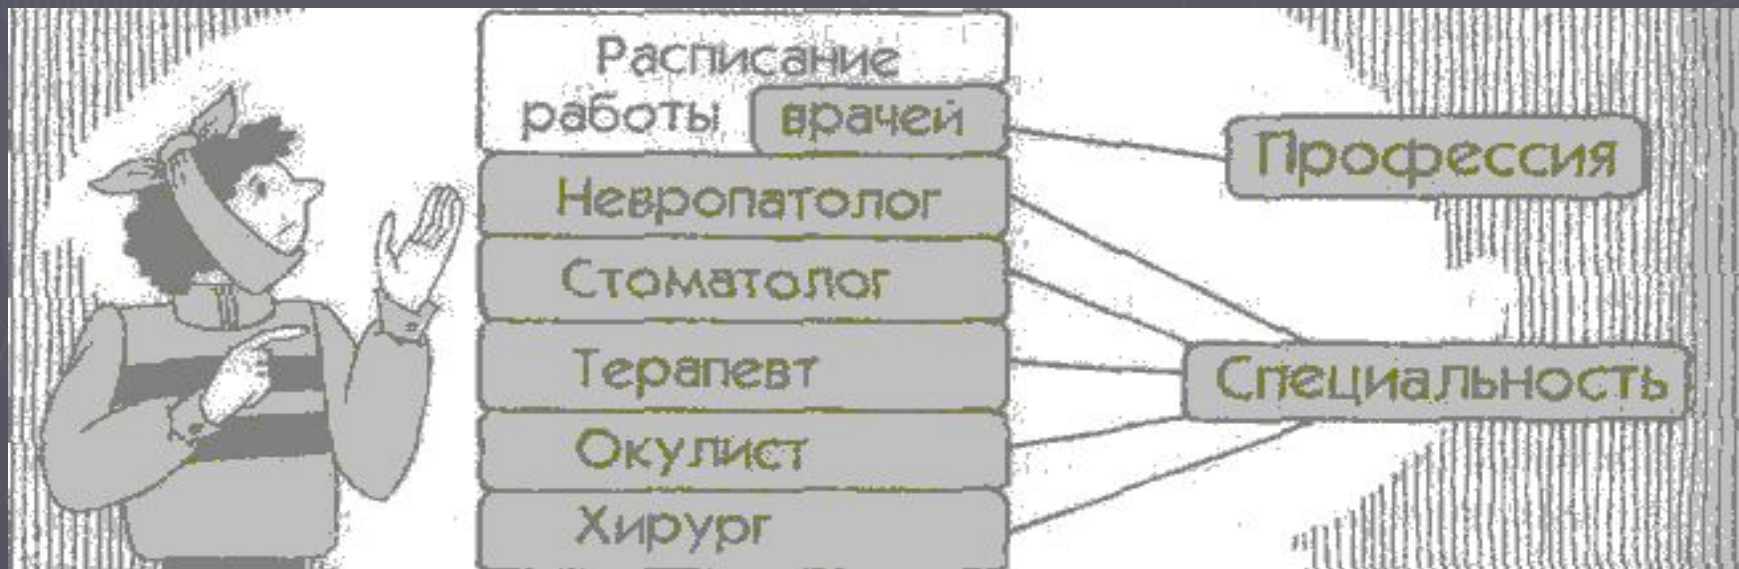 Расписание
работы врачей
Невропатолог
Стоматолог
Терапевт
Окулист
Хирург
Профессия
Специальность